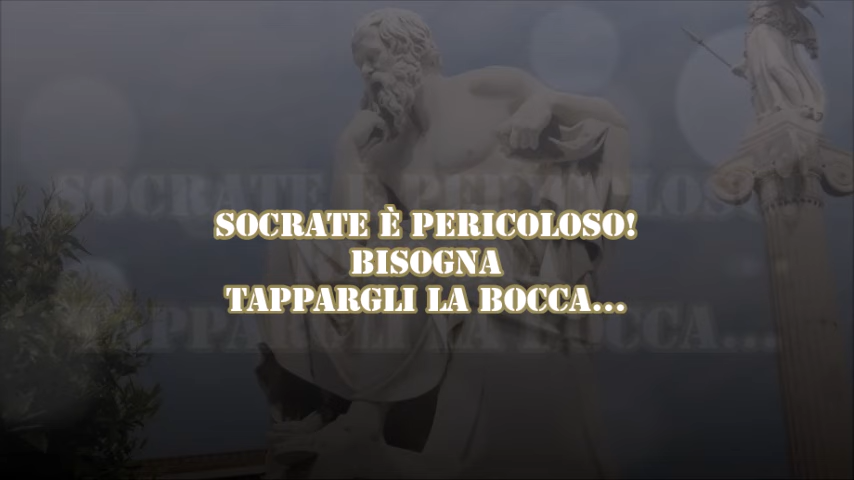 SOCRATE È PERICOLOSO!
BISOGNA
TAPPARGLI LA BOCCA...